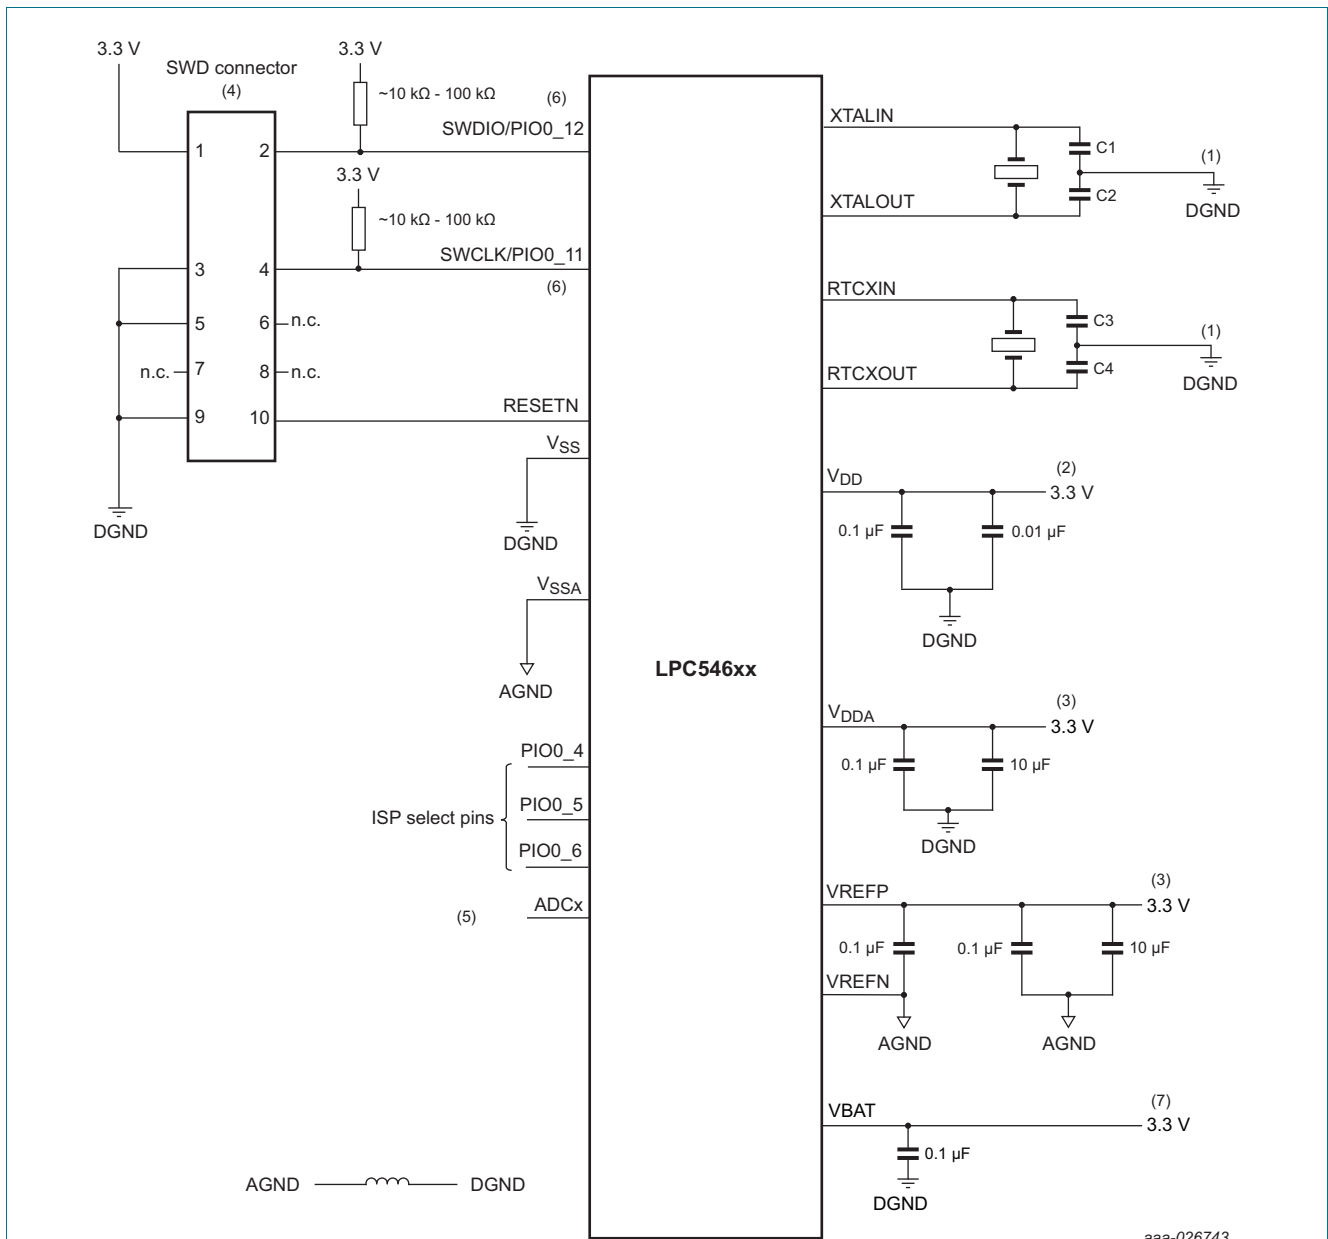 3.3 V
SWD connector
(4)
3.3 V
~10 kΩ - 100 kΩ
(6)
SWDIO/PIO0_12
1
2
3.3 V
~10 kΩ - 100 kΩ
SWCLK/PIO0_11
(6)
3
4
5
6
n.c.
n.c.
7
8
n.c.
9
10
RESETN
DGND
VSS
DGND
VSSA
AGND
LPC546xx
ISP select pins
PIO0_4
PIO0_5
PIO0_6
(5)
ADCx
AGND
DGND
XTALIN
C1
(1)
C2
DGND
XTALOUT
RTCXIN
C3
(1)
C4
DGND
RTCXOUT
VDD
(2)
3.3 V
0.1 µF
0.01 µF
DGND
VDDA
(3)
3.3 V
0.1 µF
10 µF
DGND
VREFP
(3)
3.3 V
0.1 µF
0.1 µF
10 µF
VREFN
AGND
AGND
VBAT
(7)
3.3 V
0.1 µF
DGND
aaa-026743